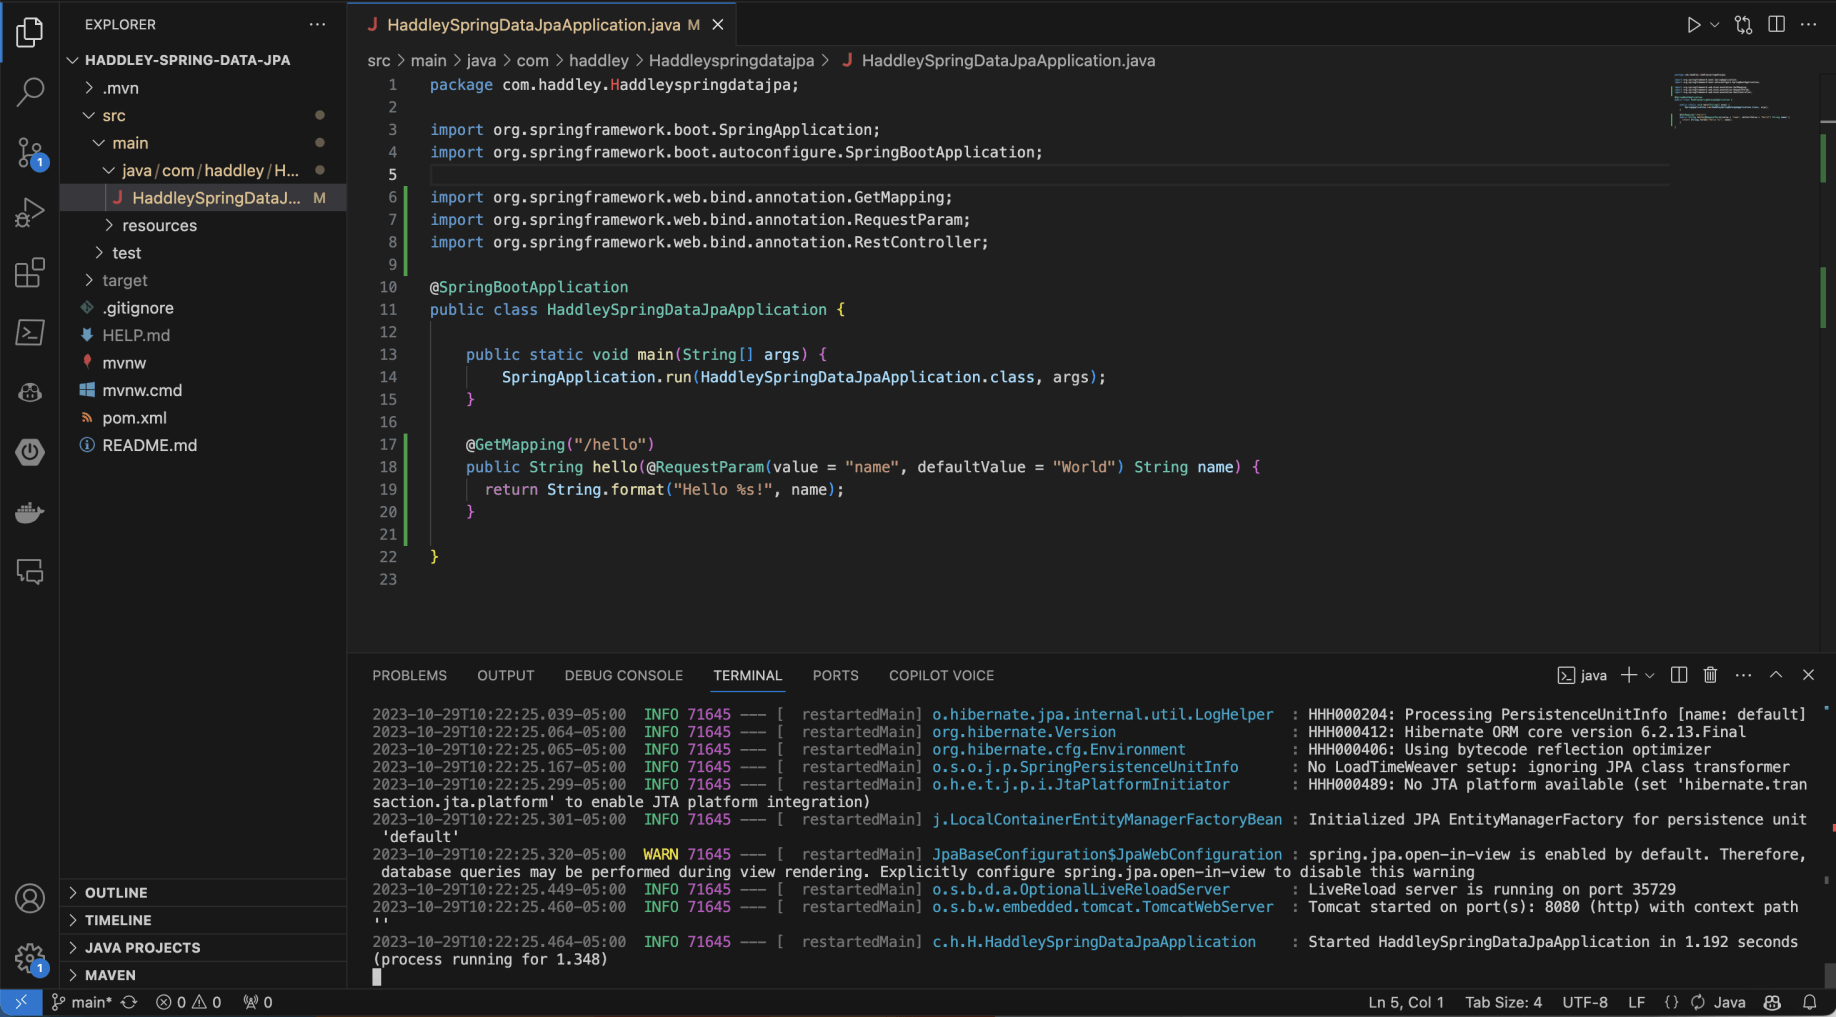 EXPLORER
HADDLEY-SPRING-DATA-JPA
.mvn
src
main
java/com/haddley/H...
HaddleySpringDataJ... M
resources
test
target
.gitignore
HELP.md
mvnw
mvnw.cmd
pom.xml
README.md
OUTLINE
TIMELINE
JAVA PROJECTS
MAVEN
1
1
HaddleySpringDataJpaApplication.java M
src > main > java > com > haddley > Haddleyspringdatajpa > HaddleySpringDataJpaApplication.java
1 package com.haddley.Haddleyspringdatajpa;
2
3 import org.springframework.boot.SpringApplication;
4 import org.springframework.boot.autoconfigure.SpringBootApplication;
5
6 import org.springframework.web.bind.annotation.GetMapping;
7 import org.springframework.web.bind.annotation.RequestParam;
8 import org.springframework.web.bind.annotation.RestController;
9
10 @SpringBootApplication
11 public class HaddleySpringDataJpaApplication {
12
13 public static void main(String[] args) {
14 SpringApplication.run(HaddleySpringDataJpaApplication.class, args);
15 }
16
17 @GetMapping("/hello")
18 public String hello(@RequestParam(value = "name", defaultValue = "World") String name) {
19 return String.format("Hello %s!", name);
20 }
21
22 }
23
PROBLEMS OUTPUT DEBUG CONSOLE TERMINAL PORTS COPILOT VOICE java
2023-10-29T10:22:25.039-05:00 INFO 71645 --- [ restartedMain] o.hibernate.jpa.internal.util.LogHelper : HHH000204: Processing PersistenceUnitInfo [name: default]
2023-10-29T10:22:25.064-05:00 INFO 71645 --- [ restartedMain] org.hibernate.Version : HHH000412: Hibernate ORM core version 6.2.13.Final
2023-10-29T10:22:25.065-05:00 INFO 71645 --- [ restartedMain] org.hibernate.cfg.Environment : HHH000406: Using bytecode reflection optimizer
2023-10-29T10:22:25.167-05:00 INFO 71645 --- [ restartedMain] o.s.o.j.p.SpringPersistenceUnitInfo : No LoadTimeWeaver setup: ignoring JPA class transformer
2023-10-29T10:22:25.299-05:00 INFO 71645 --- [ restartedMain] o.h.e.t.j.p.i.JtaPlatformInitiator : HHH000489: No JTA platform available (set 'hibernate.tran
saction.jta.platform' to enable JTA platform integration)
2023-10-29T10:22:25.301-05:00 INFO 71645 --- [ restartedMain] j.LocalContainerEntityManagerFactoryBean : Initialized JPA EntityManagerFactory for persistence unit
'default'
2023-10-29T10:22:25.320-05:00 WARN 71645 --- [ restartedMain] JpaBaseConfiguration$JpaWebConfiguration : spring.jpa.open-in-view is enabled by default. Therefore,
database queries may be performed during view rendering. Explicitly configure spring.jpa.open-in-view to disable this warning
2023-10-29T10:22:25.449-05:00 INFO 71645 --- [ restartedMain] o.s.b.d.a.OptionalLiveReloadServer : LiveReload server is running on port 35729
2023-10-29T10:22:25.460-05:00 INFO 71645 --- [ restartedMain] o.s.b.w.embedded.tomcat.TomcatWebServer : Tomcat started on port(s): 8080 (http) with context path
''
2023-10-29T10:22:25.464-05:00 INFO 71645 --- [ restartedMain] c.h.H.HaddleySpringDataJpaApplication : Started HaddleySpringDataJpaApplication in 1.192 seconds
(process running for 1.348)
main* 0 0 0 Ln 5, Col 1 Tab Size: 4 UTF-8 LF {} Java